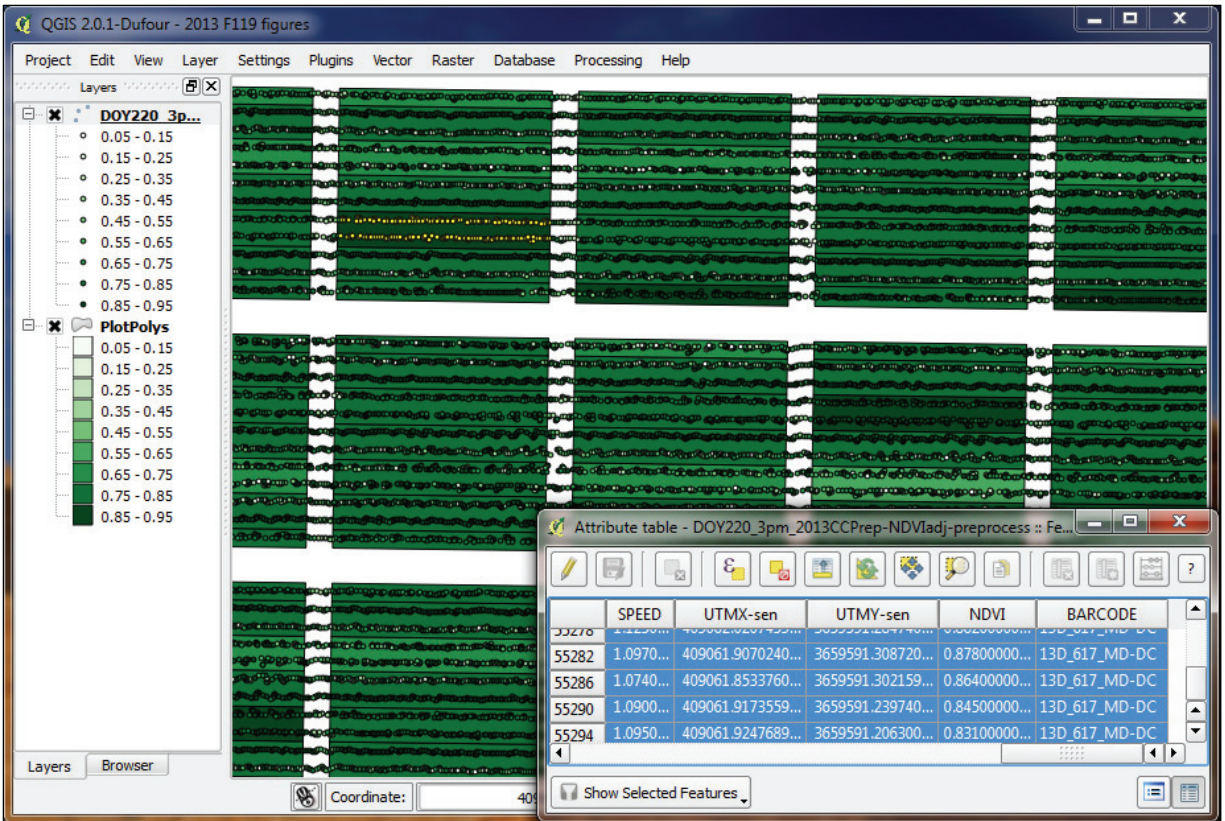 QGIS 2.0.1-Dufour - 2013 F119 figures
Project Edit View Layer Settings Plugins Vector Raster Database Processing Help
Layers
DOY220_3p...
0.05 - 0.15
0.15 - 0.25
0.25 - 0.35
0.35 - 0.45
0.45 - 0.55
0.55 - 0.65
0.65 - 0.75
0.75 - 0.85
0.85 - 0.95
PlotPolys
0.05 - 0.15
0.15 - 0.25
0.25 - 0.35
0.35 - 0.45
0.45 - 0.55
0.55 - 0.65
0.65 - 0.75
0.75 - 0.85
0.85 - 0.95
Layers Browser
Coordinate: 409
Attribute table - DOY220_3pm_2013CCPrep-NDVIadj-preprocess :: Fe...
SPEED UTMX-sen UTMY-sen NDVI BARCODE
55278
55282 1.0970... 409061.9070240... 3659591.308720... 0.87800000... 13D_617_MD-DC
55286 1.0740... 409061.8533760... 3659591.302159... 0.86400000... 13D_617_MD-DC
55290 1.0900... 409061.9173559... 3659591.239740... 0.84500000... 13D_617_MD-DC
55294 1.0950... 409061.9247689... 3659591.206300... 0.83100000... 13D_617_MD-DC
Show Selected Features